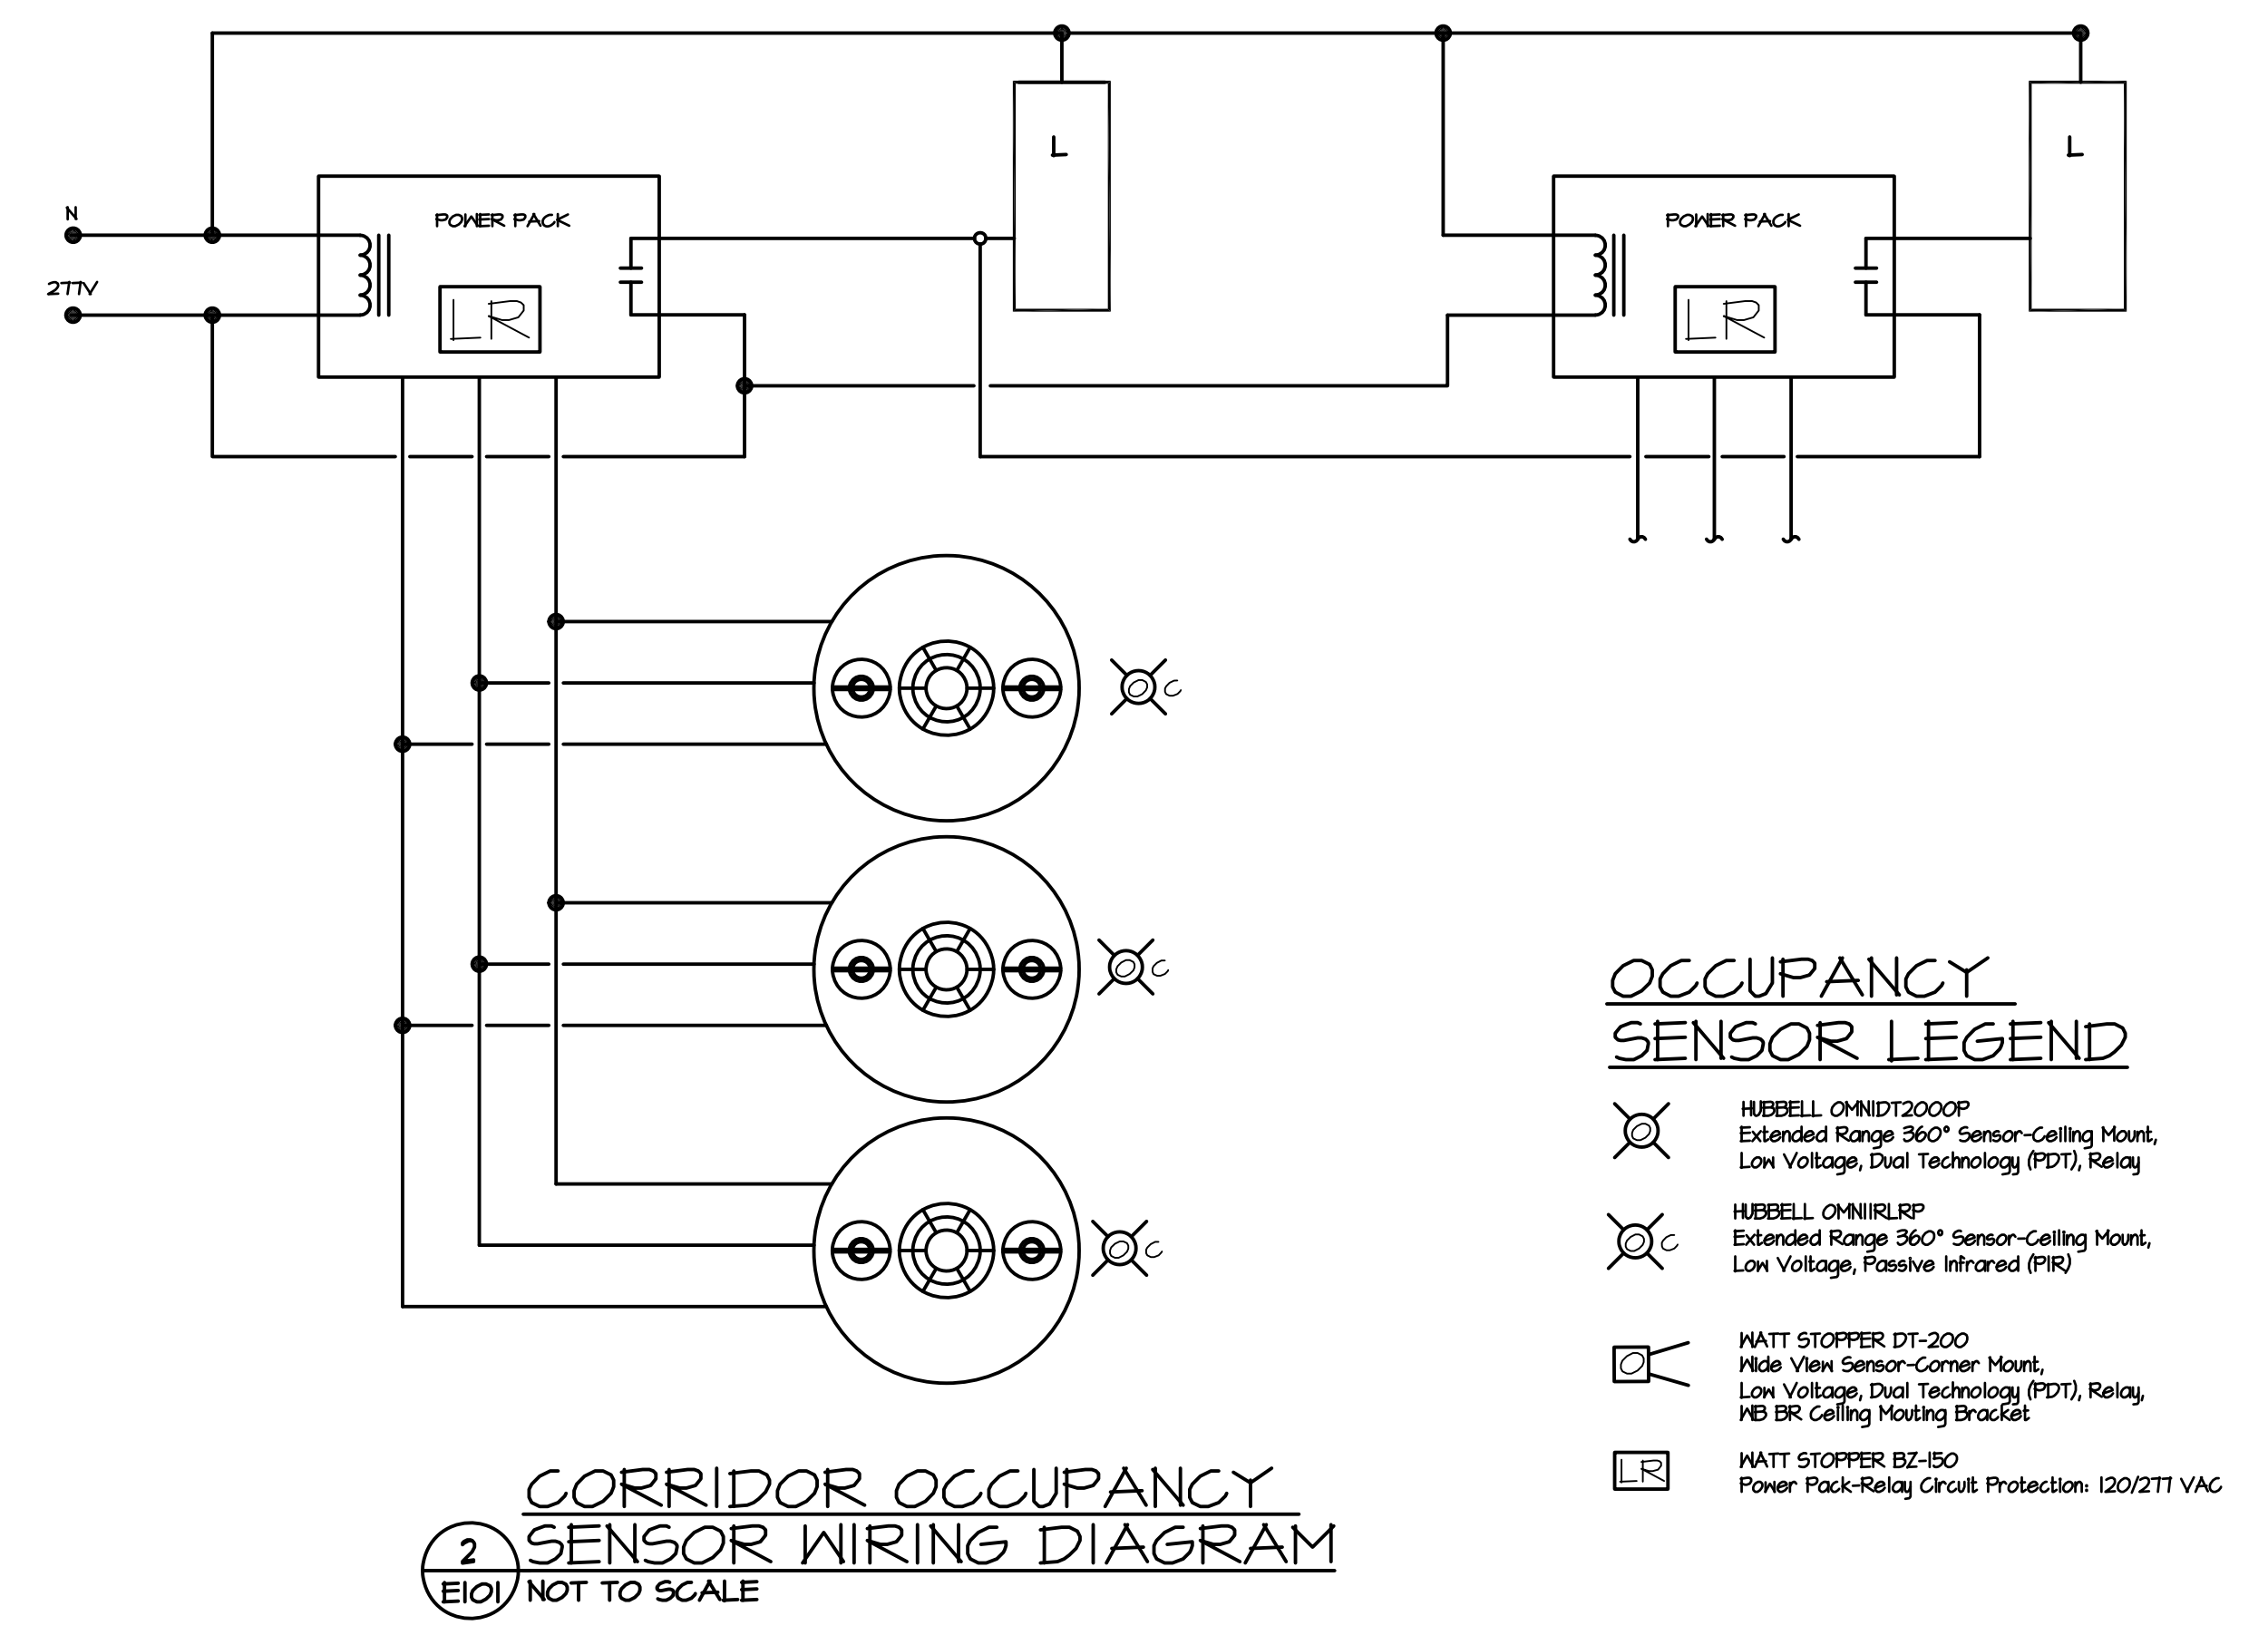 N
277V
POWER PACK
LR
L
POWER PACK
LR
L
O C
O C
O C
OCCUPANCY
SENSOR LEGEND
O
HUBBELL OMNIDT2000P
Extended Range 360° Sensor-Ceiling Mount,
Low Voltage, Dual Technology (PDT), Relay
O C
HUBBELL OMNIIRLRP
Extended Range 360° Sensor-Ceiling Mount,
Low Voltage, Passive Infrared (PIR)
O
WATT STOPPER DT-200
Wide View Sensor-Corner Mount,
Low Voltage, Dual Technology (PDT), Relay,
WB BR Ceiling Mouting Bracket
LR
WATT STOPPER BZ-150
Power Pack-Relay Circuit Protection: 120/277 VAC
CORRIDOR OCCUPANCY
SENSOR WIRING DIAGRAM
2
E101
NOT TO SCALE